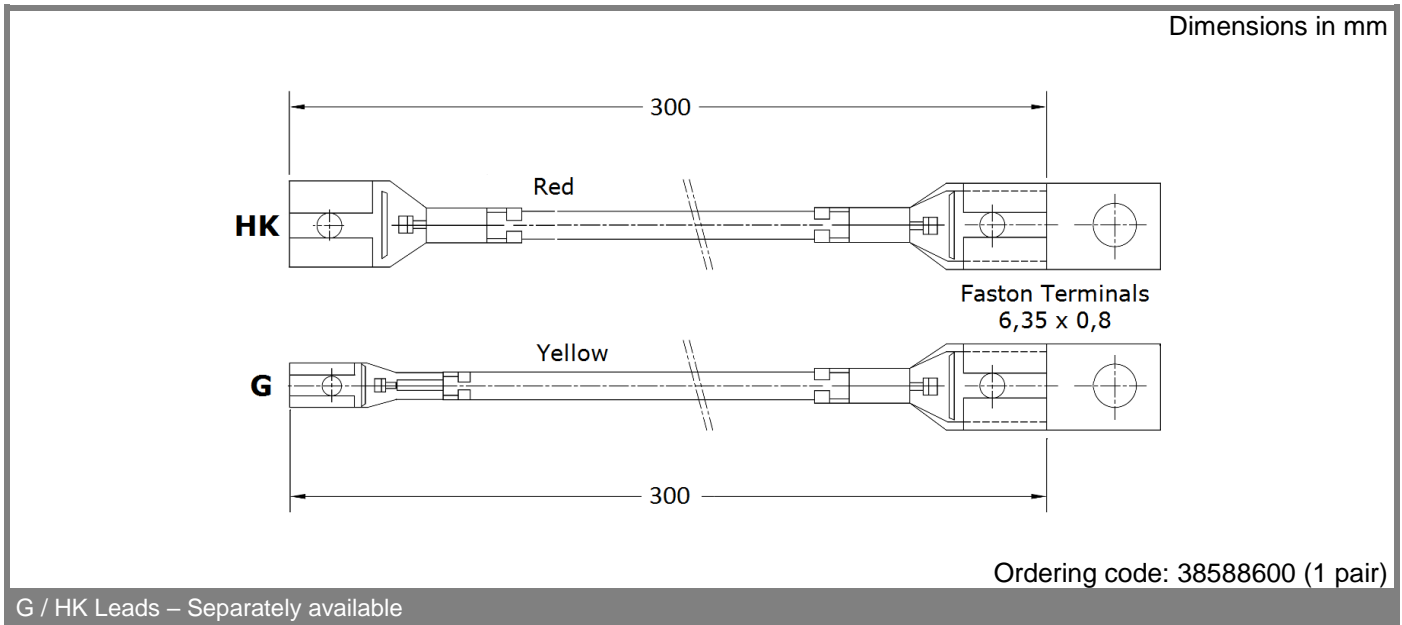 Dimensions in mm
300
Red
HK
Faston Terminals
6,35 x 0,8
Yellow
G
300
Ordering code: 38588600 (1 pair)
G / HK Leads – Separately available